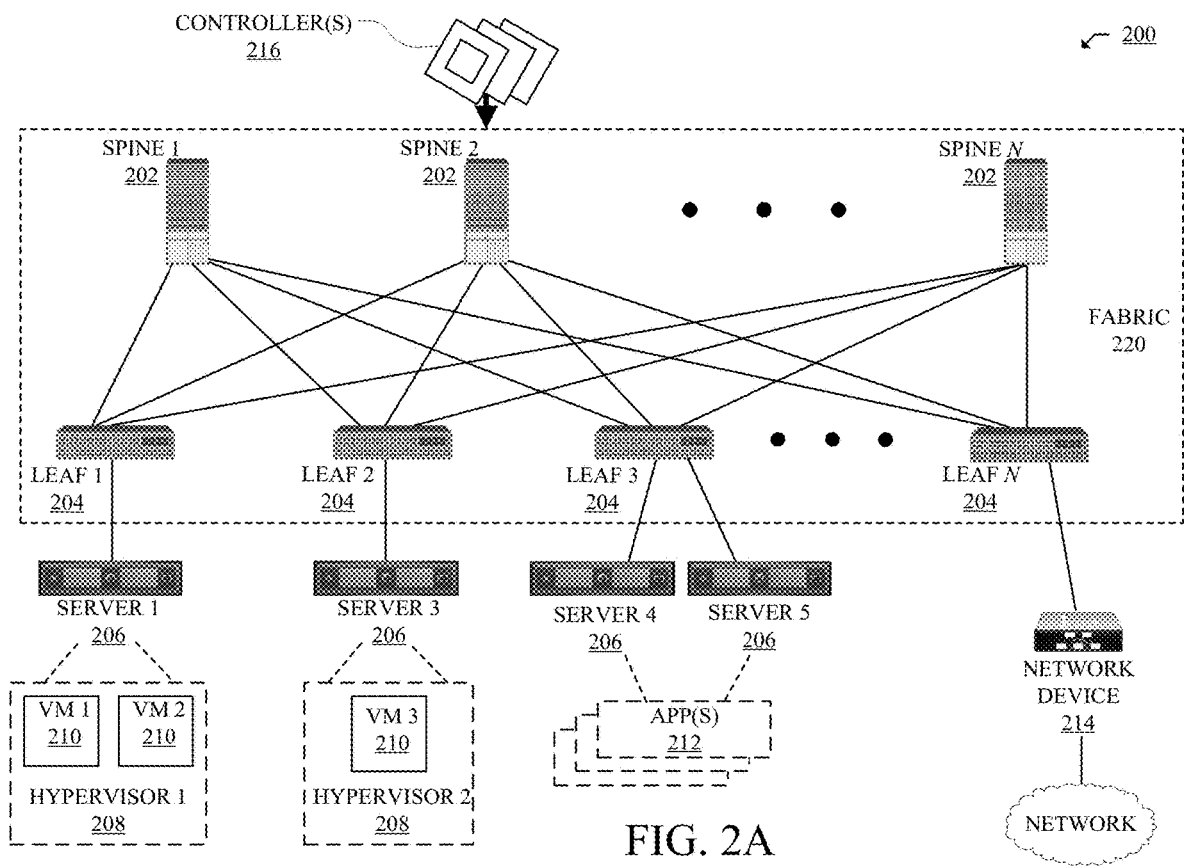 CONTROLLER(S)
216
200
SPINE 1
202
SPINE 2
202
SPINE N
202
FABRIC
220
LEAF 1
204
LEAF 2
204
LEAF 3
204
LEAF N
204
SERVER 1
206
SERVER 3
206
SERVER 4
206
SERVER 5
206
NETWORK
DEVICE
214
VM 1
210
VM 2
210
HYPERVISOR 1
208
VM 3
210
HYPERVISOR 2
208
APP(S)
212
NETWORK
FIG. 2A